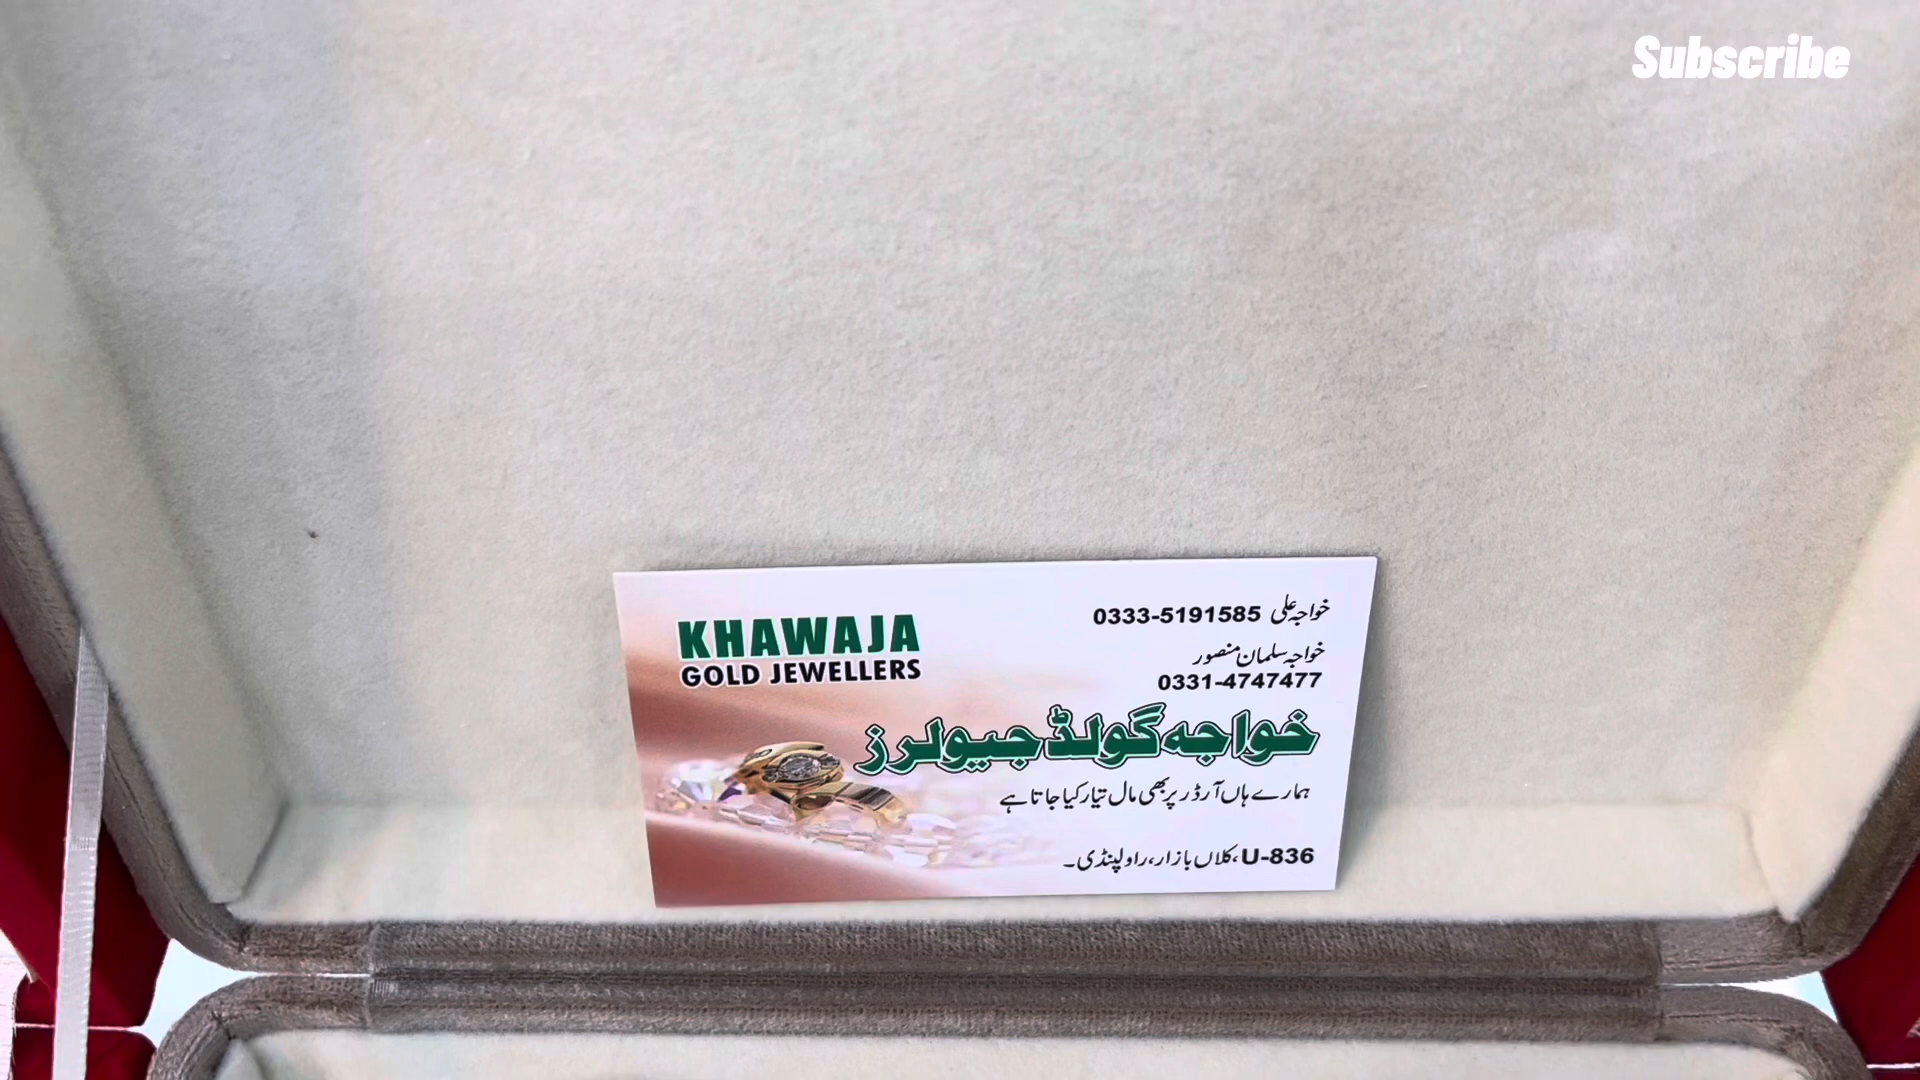 Subscribe
KHAWAJA
GOLD JEWELLERS
خواجہ علی 0333-5191585
خواجہ سلمان منصور
0331-4747477
خواجہ گولڈ جیولرز
ہمارے ہاں آرڈر پر بھی مال تیار کیا جاتا ہے
U-836، کلاں بازار، راولپنڈی۔